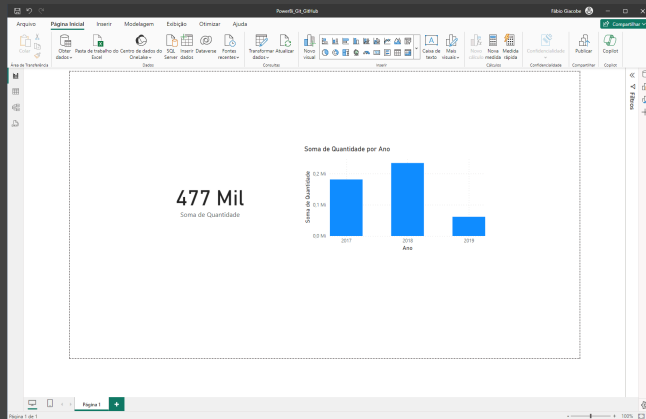 PowerBI_Git_GitHub
Fábio Giacobe
Arquivo Página Inicial Inserir Modelagem Exibição Otimizar Ajuda
Compartilhar
Colar
Obter dados
Pasta de trabalho do Excel
Centro de dados do OneLake
SQL Server
Inserir dados
Dataverse
Fontes recentes
Transformar dados
Atualizar
Novo visual
Caixa de texto
Mais visuais
Novo cálculo
Nova medida
Medida rápida
Confidencialidade
Publicar
Copilot
Área de Transferência
Dados
Consultas
Inserir
Cálculos
Confidencialidade
Compartilhar
Copilot
Filtros
Soma de Quantidade por Ano
477 Mil
Soma de Quantidade
Soma de Quantidade
0.2 Mi
0.1 Mi
0.0 Mi
2017 2018 2019
Ano
Página 1
Página 1 de 1
100%